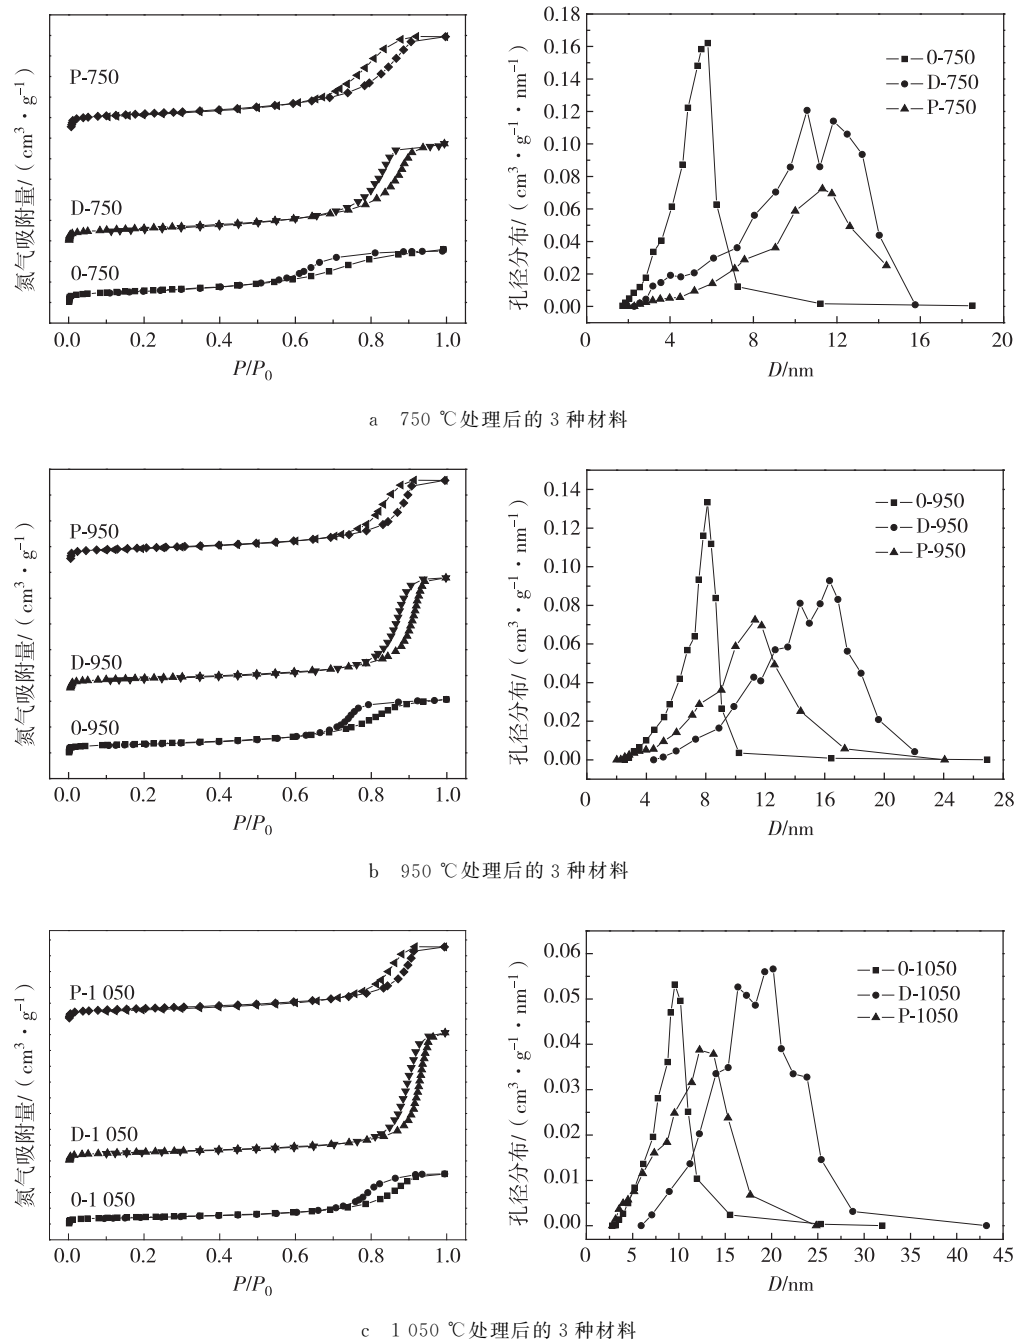 氮气吸附量/（cm³·g⁻¹）
P-750
D-750
0-750
0.0 0.2 0.4 0.6 0.8 1.0
P/P₀
孔径分布/（cm³·g⁻¹·nm⁻¹）
0.18
0.16
0.14
0.12
0.10
0.08
0.06
0.04
0.02
0.00
0-750
D-750
P-750
0 4 8 12 16 20
D/nm
a 750 ℃处理后的 3 种材料
氮气吸附量/（cm³·g⁻¹）
P-950
D-950
0-950
0.0 0.2 0.4 0.6 0.8 1.0
P/P₀
孔径分布/（cm³·g⁻¹·nm⁻¹）
0.14
0.12
0.10
0.08
0.06
0.04
0.02
0.00
0-950
D-950
P-950
0 4 8 12 16 20 24 28
D/nm
b 950 ℃处理后的 3 种材料
氮气吸附量/（cm³·g⁻¹）
P-1 050
D-1 050
0-1 050
0.0 0.2 0.4 0.6 0.8 1.0
P/P₀
孔径分布/（cm³·g⁻¹·nm⁻¹）
0.06
0.05
0.04
0.03
0.02
0.01
0.00
0-1050
D-1050
P-1050
0 5 10 15 20 25 30 35 40 45
D/nm
c 1 050 ℃处理后的 3 种材料